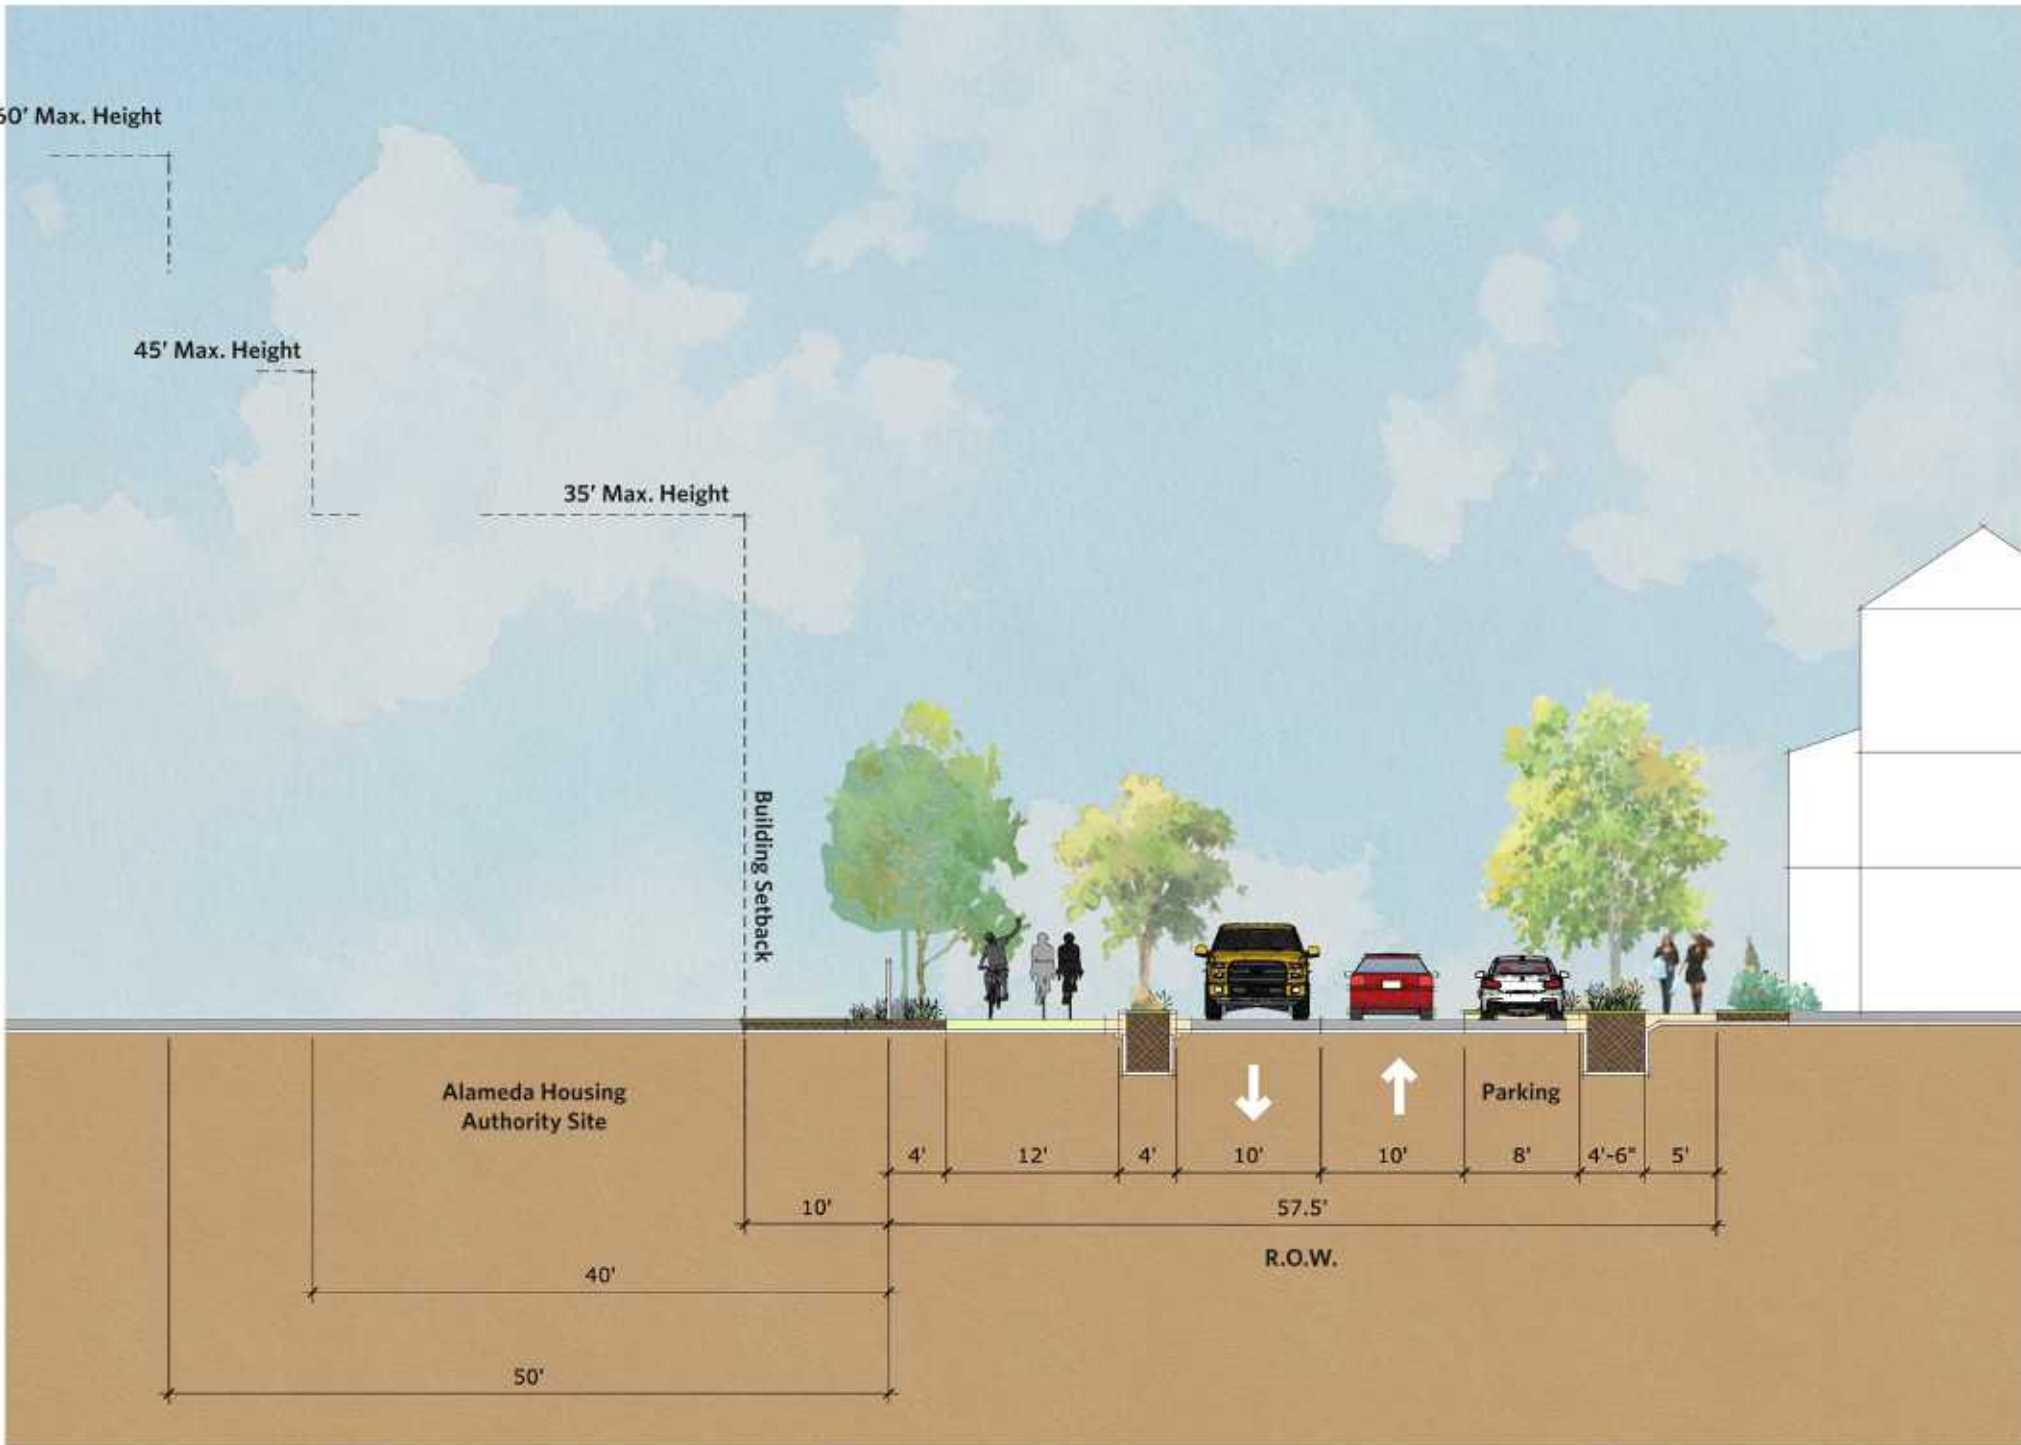 60' Max. Height
45' Max. Height
35' Max. Height
Building Setback
Alameda Housing
Authority Site
Parking
4'
12'
4'
10'
10'
8'
4'-6"
5'
10'
57.5'
R.O.W.
40'
50'